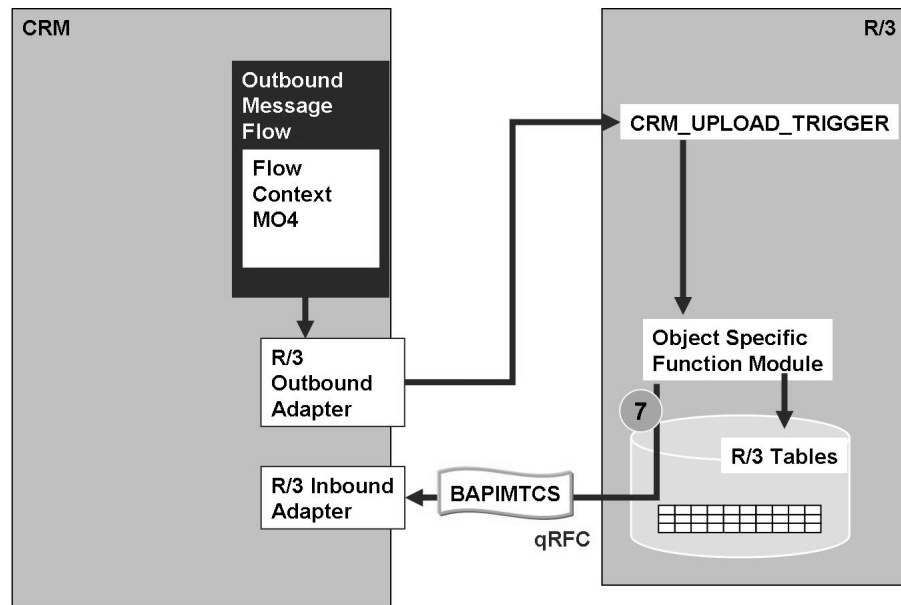 CRM
R/3
Outbound
Message
Flow
Flow
Context
MO4
CRM_UPLOAD_TRIGGER
R/3
Outbound
Adapter
Object Specific
Function Module
7
R/3 Tables
R/3 Inbound
Adapter
BAPIMTCS
qRFC